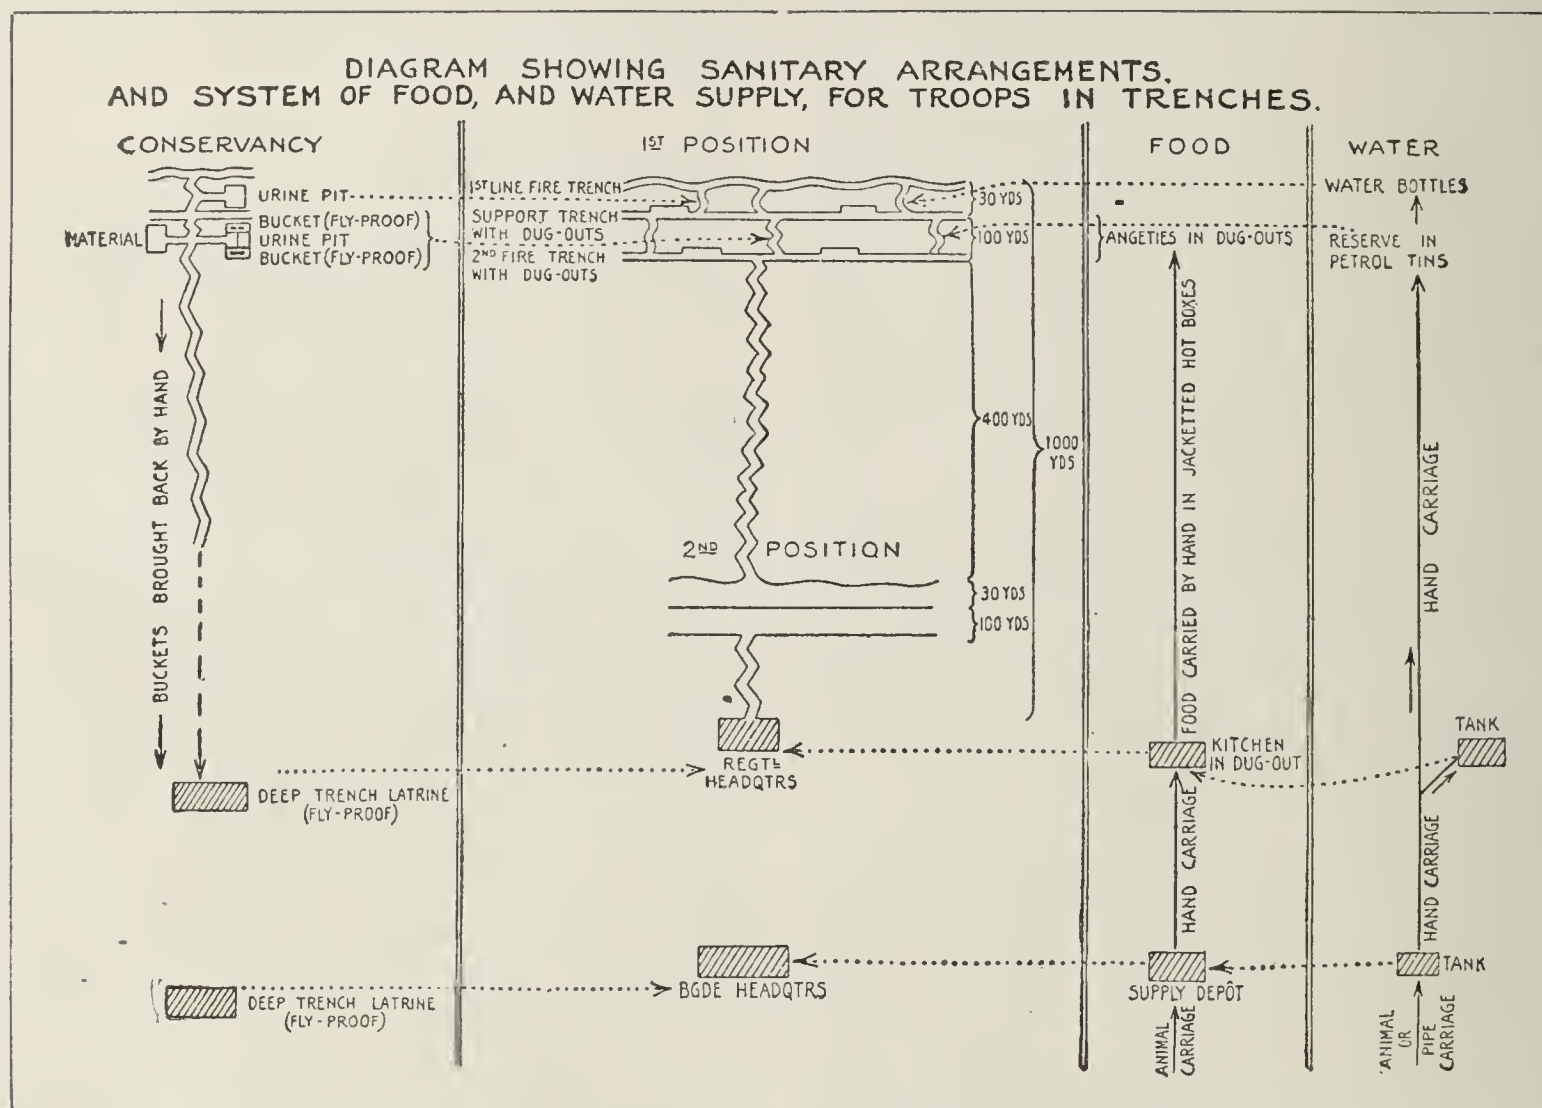 DIAGRAM SHOWING SANITARY ARRANGEMENTS,
AND SYSTEM OF FOOD, AND WATER SUPPLY, FOR TROOPS IN TRENCHES.
CONSERVANCY
URINE PIT
BUCKET (FLY-PROOF)
MATERIAL
URINE PIT
BUCKET (FLY-PROOF)
BUCKETS BROUGHT BACK BY HAND
DEEP TRENCH LATRINE
(FLY-PROOF)
DEEP TRENCH LATRINE
(FLY-PROOF)
1ST POSITION
1ST LINE FIRE TRENCH
SUPPORT TRENCH
WITH DUG-OUTS
2ND FIRE TRENCH
WITH DUG-OUTS
30 YDS
100 YDS
400 YDS
1000
YDS
2ND POSITION
30 YDS
100 YDS
REGTL
HEADQTRS
BGDE HEADQTRS
FOOD
ANGETIES IN DUG-OUTS
FOOD CARRIED BY HAND IN JACKETTED HOT BOXES
KITCHEN
IN DUG-OUT
HAND CARRIAGE
SUPPLY DEPÔT
ANIMAL
CARRIAGE
WATER
WATER BOTTLES
RESERVE IN
PETROL TINS
HAND CARRIAGE
TANK
HAND CARRIAGE
TANK
ANIMAL
OR
PIPE
CARRIAGE